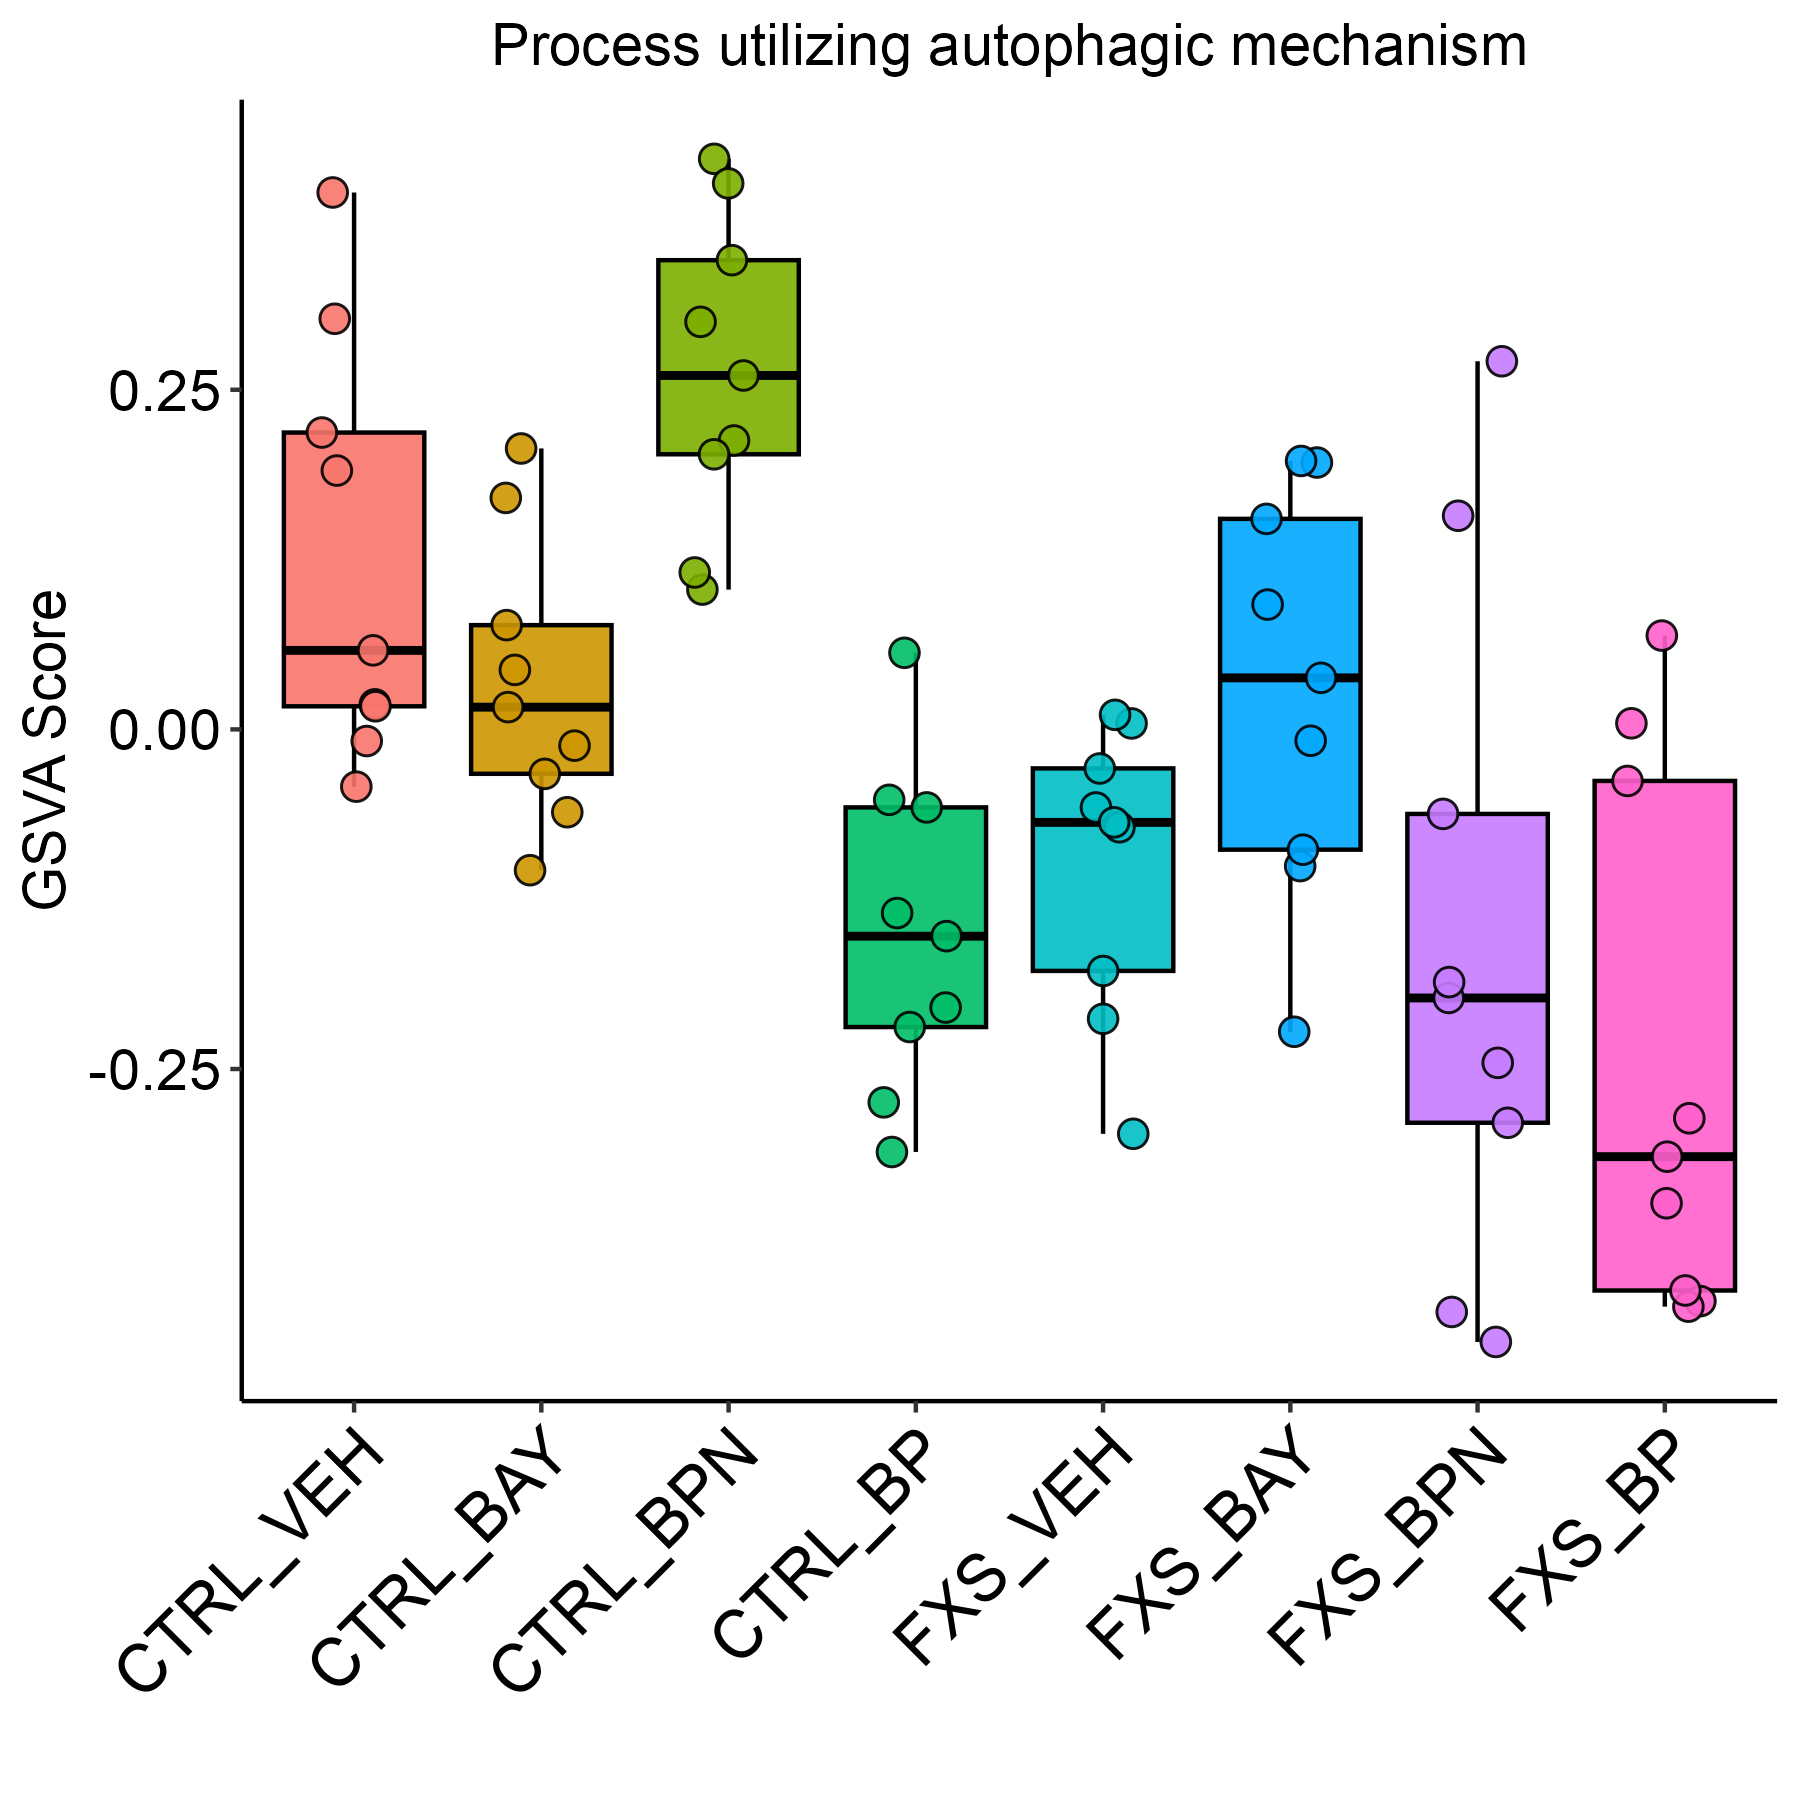 Process utilizing autophagic mechanism
GSVA Score
0.25
0.00
-0.25
CTRL_VEH
CTRL_BAY
CTRL_BPN
CTRL_BP
FXS_VEH
FXS_BAY
FXS_BPN
FXS_BP